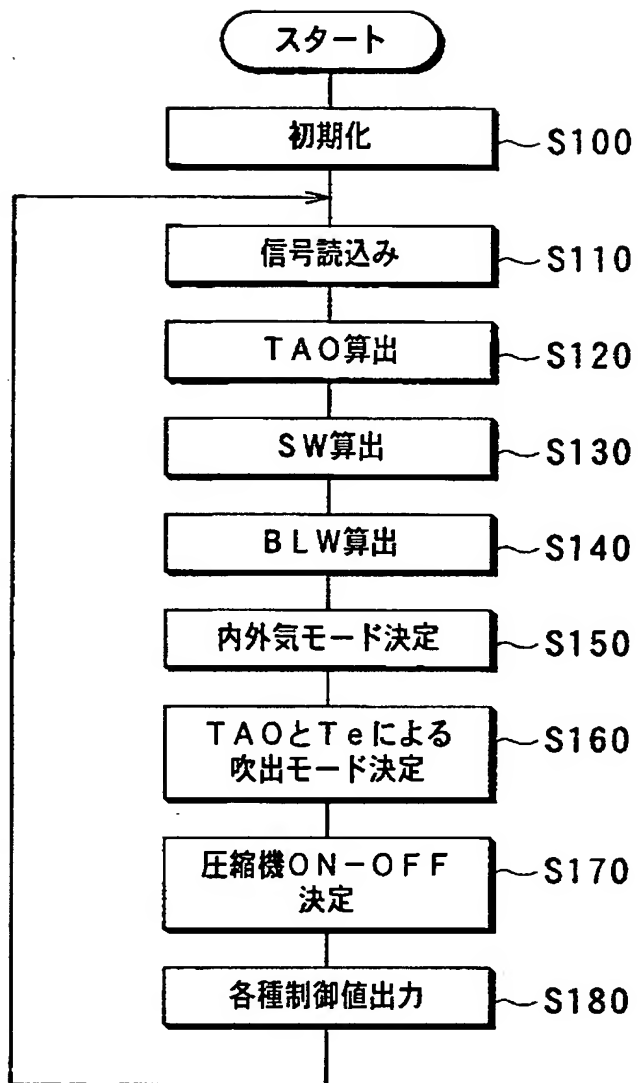 スタート
初期化
S100
信号読込み
S110
TAO算出
S120
SW算出
S130
BLW算出
S140
内外気モード決定
S150
TAOとTeによる
吹出モード決定
S160
圧縮機ON-OFF
決定
S170
各種制御値出力
S180